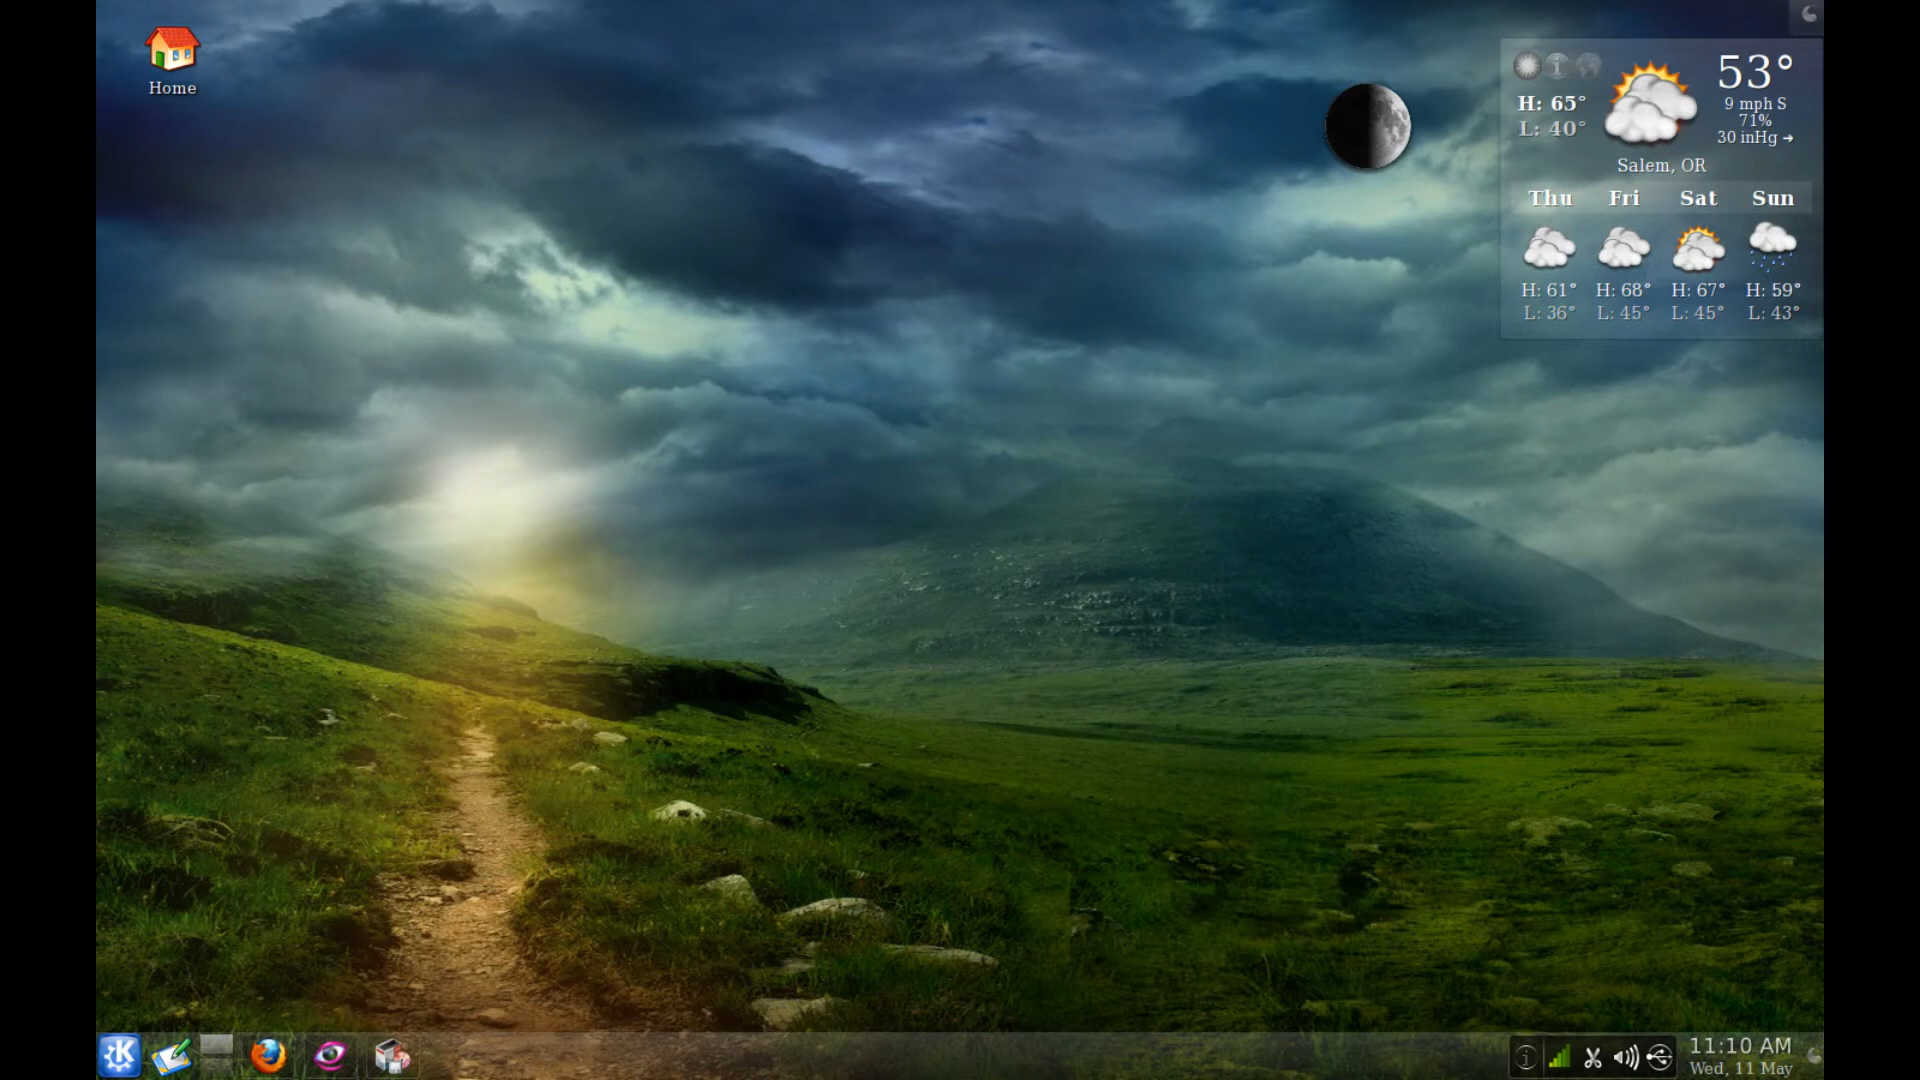 Home
53°
H: 65°
9 mph S
L: 40°
71%
30 inHg →
Salem, OR
Thu Fri Sat Sun
H: 61° H: 68° H: 67° H: 59°
L: 36° L: 45° L: 45° L: 43°
11:10 AM
Wed, 11 May